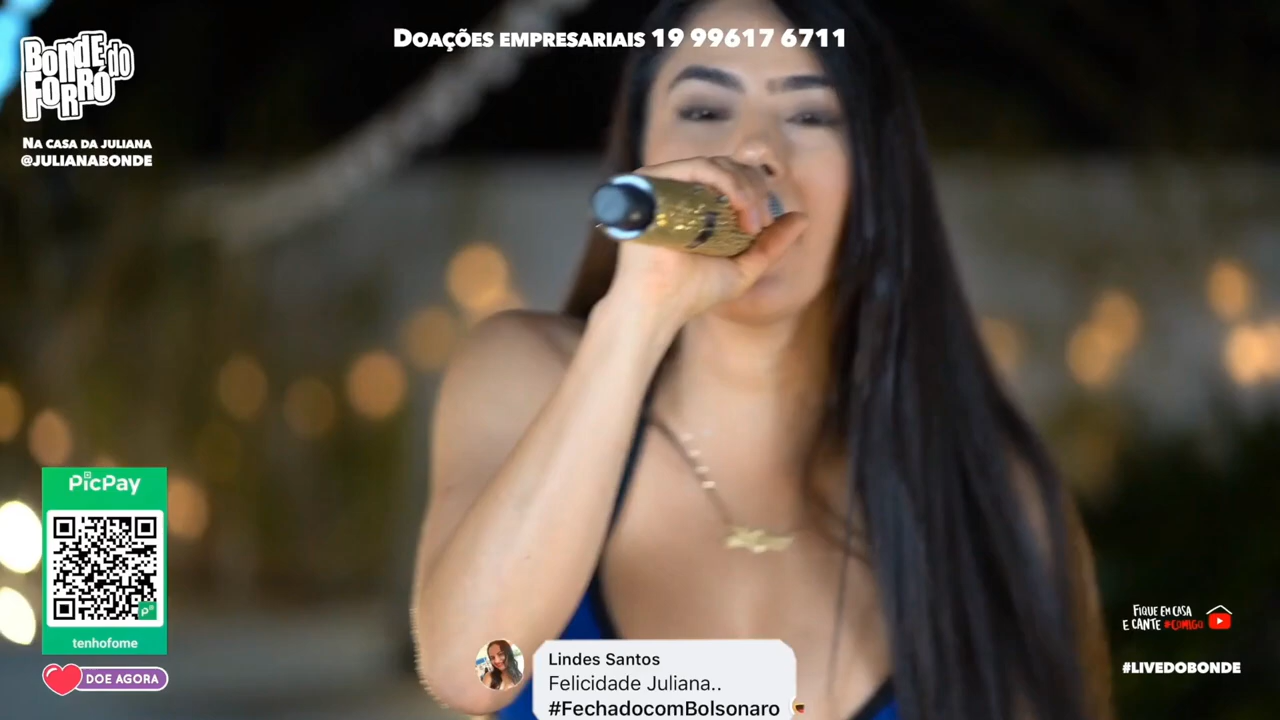 DOAÇÕES EMPRESARIAIS 19 99617 6711
BONDE DO
FORRÓ
NA CASA DA JULIANA
@JULIANABONDE
PicPay
tenhofome
DOE AGORA
Lindes Santos
Felicidade Juliana..
#FechadocomBolsonaro
FIQUE EM CASA
E CANTE #COMIGO
#LIVEDOBONDE